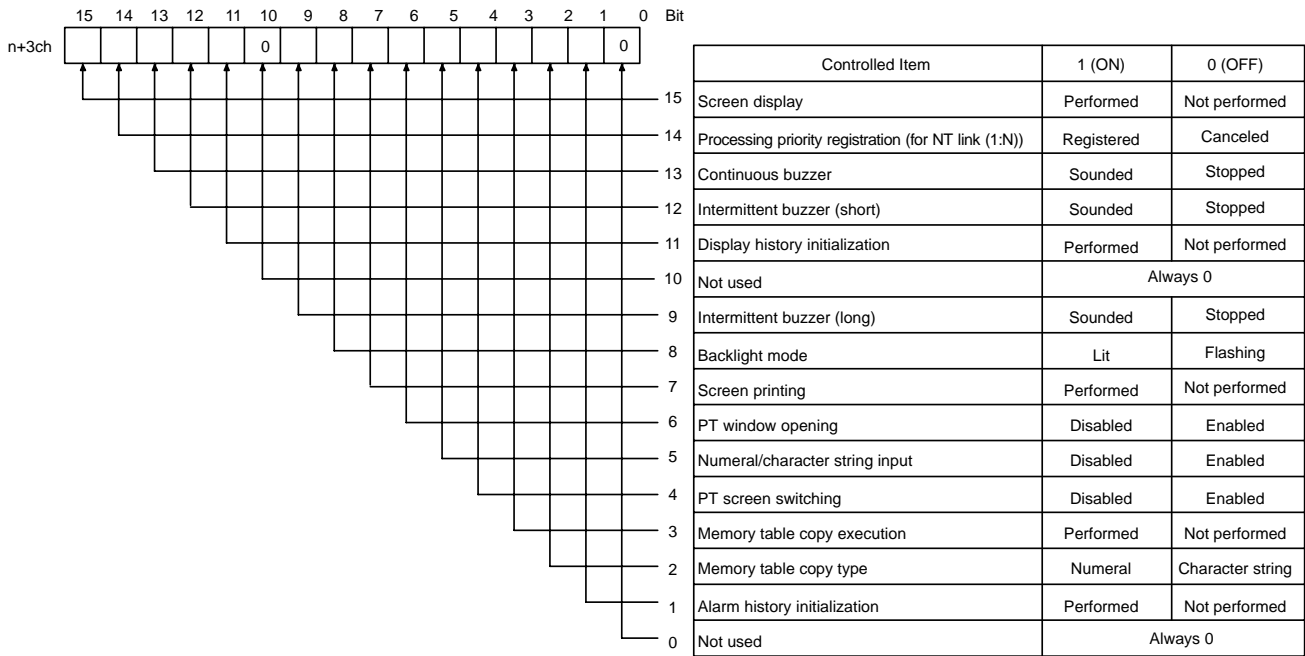 15 14 13 12 11 10 9 8 7 6 5 4 3 2 1 0 Bit
n+3ch 0 0
Controlled Item 1 (ON) 0 (OFF)
15 Screen display Performed Not performed
14 Processing priority registration (for NT link (1:N)) Registered Canceled
13 Continuous buzzer Sounded Stopped
12 Intermittent buzzer (short) Sounded Stopped
11 Display history initialization Performed Not performed
10 Not used Always 0
9 Intermittent buzzer (long) Sounded Stopped
8 Backlight mode Lit Flashing
7 Screen printing Performed Not performed
6 PT window opening Disabled Enabled
5 Numeral/character string input Disabled Enabled
4 PT screen switching Disabled Enabled
3 Memory table copy execution Performed Not performed
2 Memory table copy type Numeral Character string
1 Alarm history initialization Performed Not performed
0 Not used Always 0